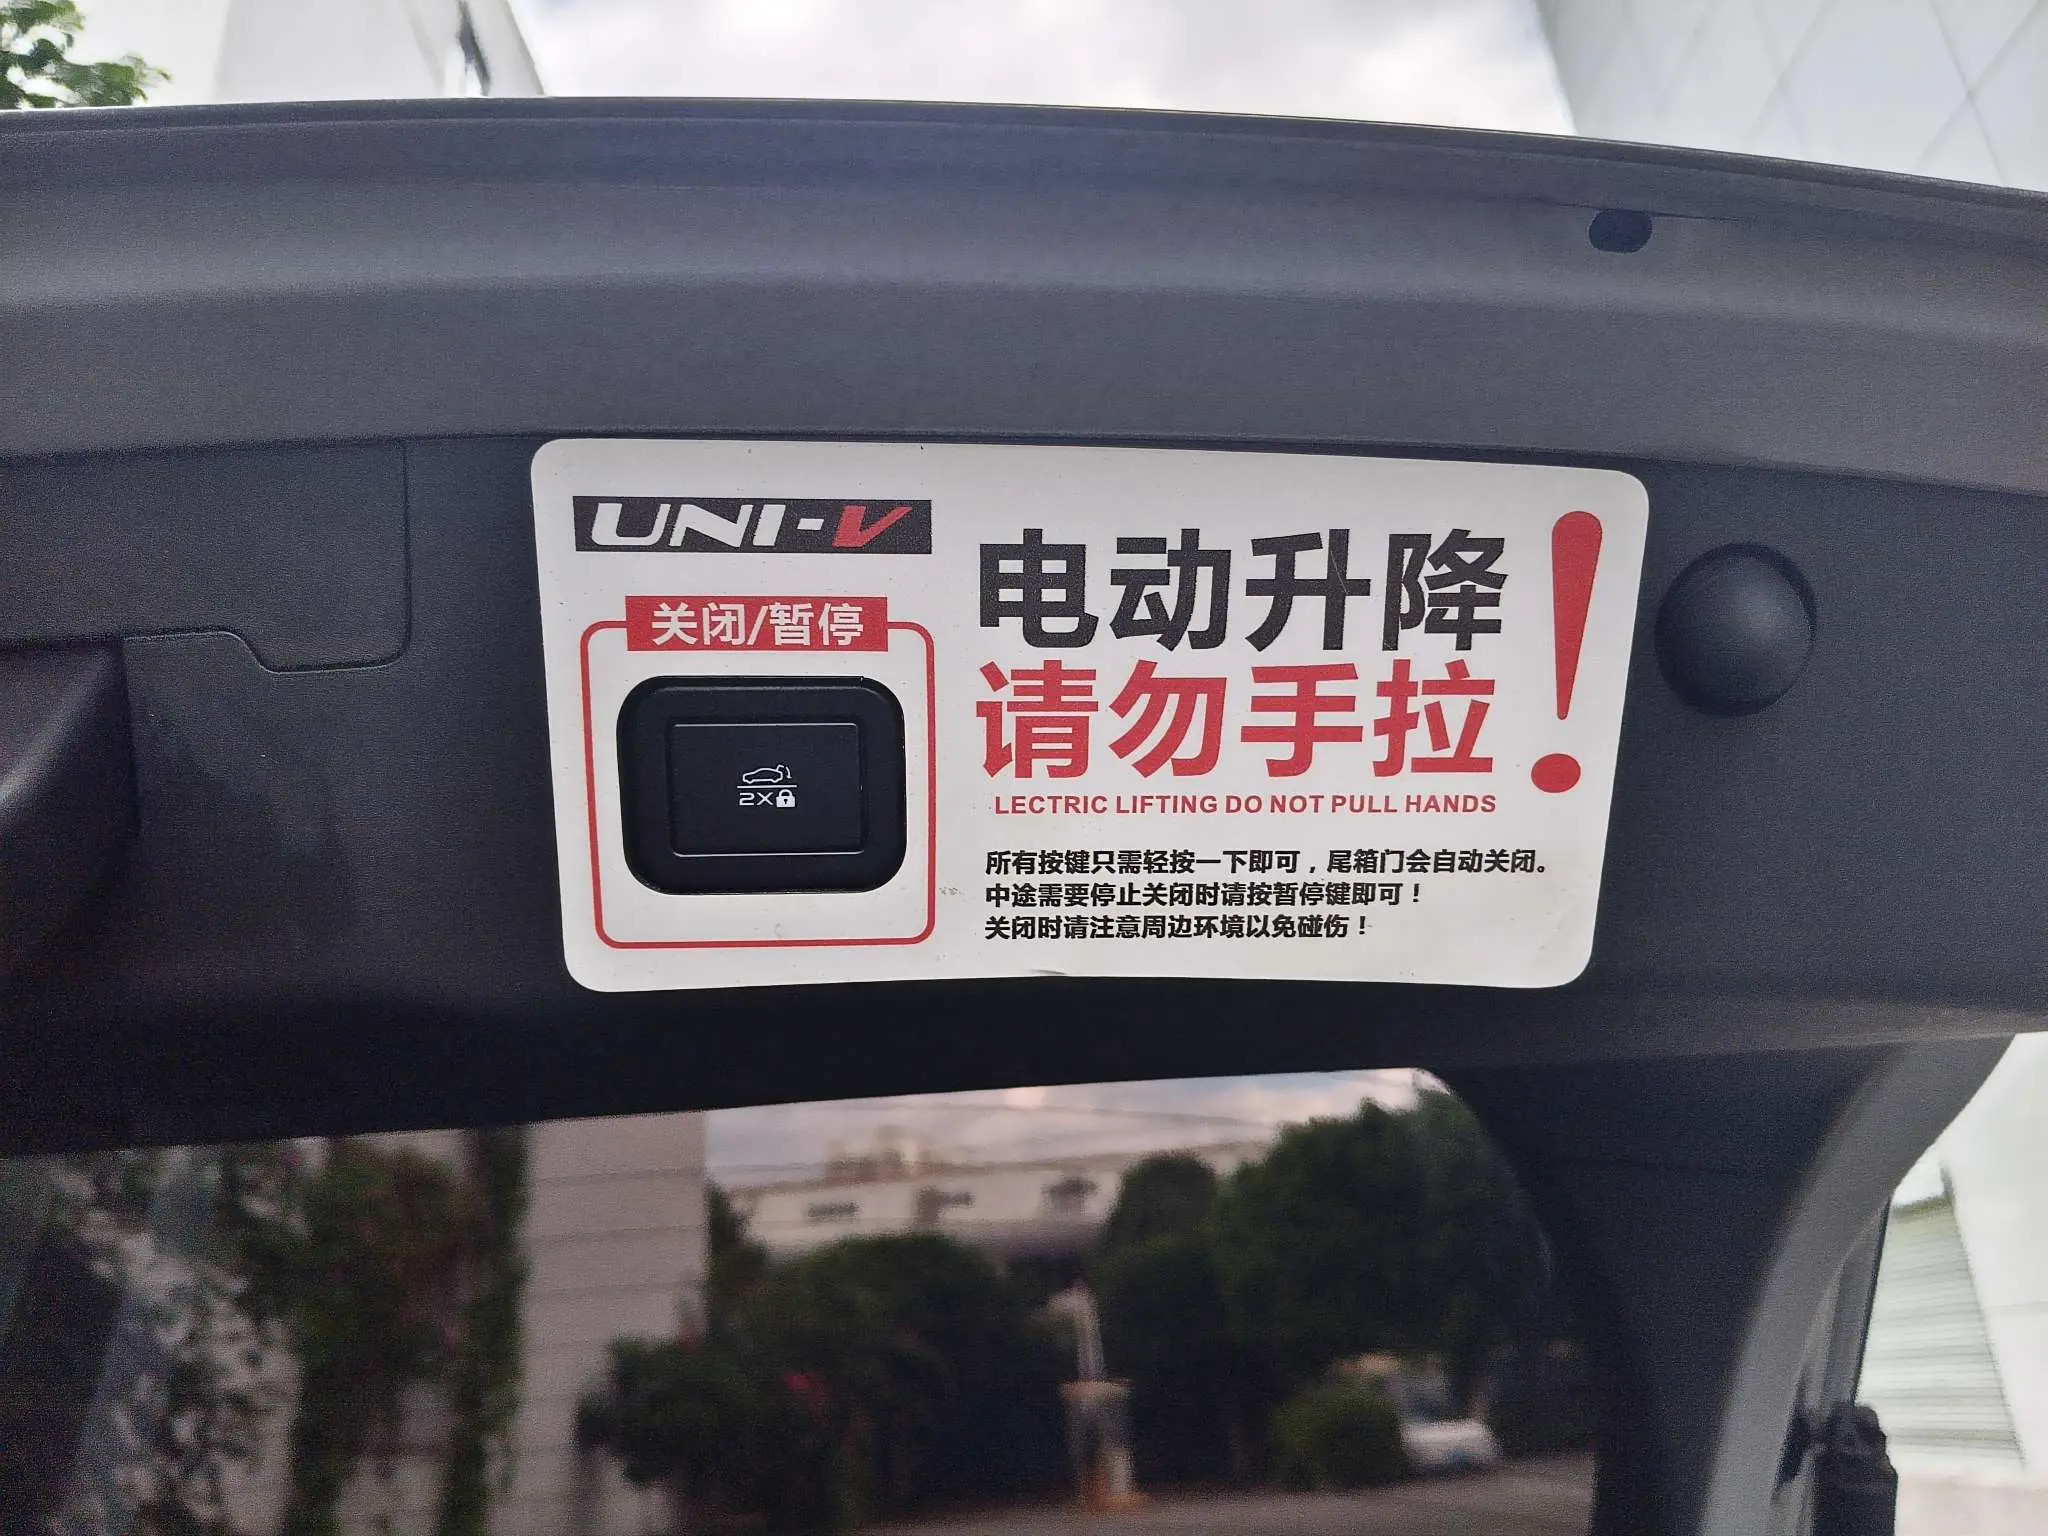 UNI-V
关闭/暂停
2X
电动升降
请勿手拉!
LECTRIC LIFTING DO NOT PULL HANDS
所有按键只需轻按一下即可，尾箱门会自动关闭。
中途需要停止关闭时请按暂停键即可！
关闭时请注意周边环境以免碰伤！